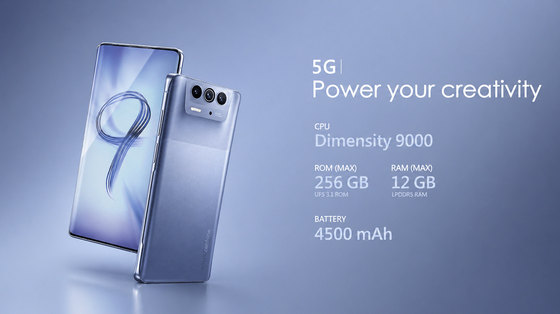 5G
Power your creativity
CPU
Dimensity 9000
ROM (MAX) RAM (MAX)
256 GB 12 GB
UFS 3.1 ROM LPDDR5 RAM
BATTERY
4500 mAh
9